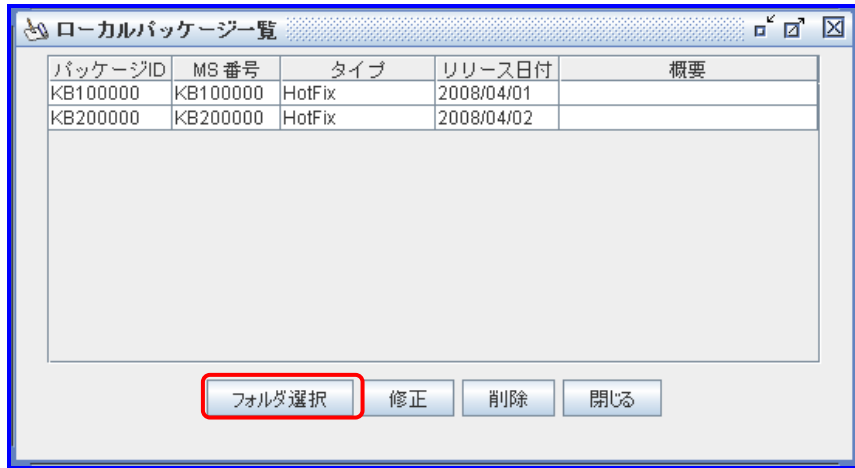 ローカルパッケージ一覧
パッケージID MS 番号 タイプ リリース日付 概要
KB100000 KB100000 HotFix 2008/04/01
KB200000 KB200000 HotFix 2008/04/02
フォルダ選択 修正 削除 閉じる